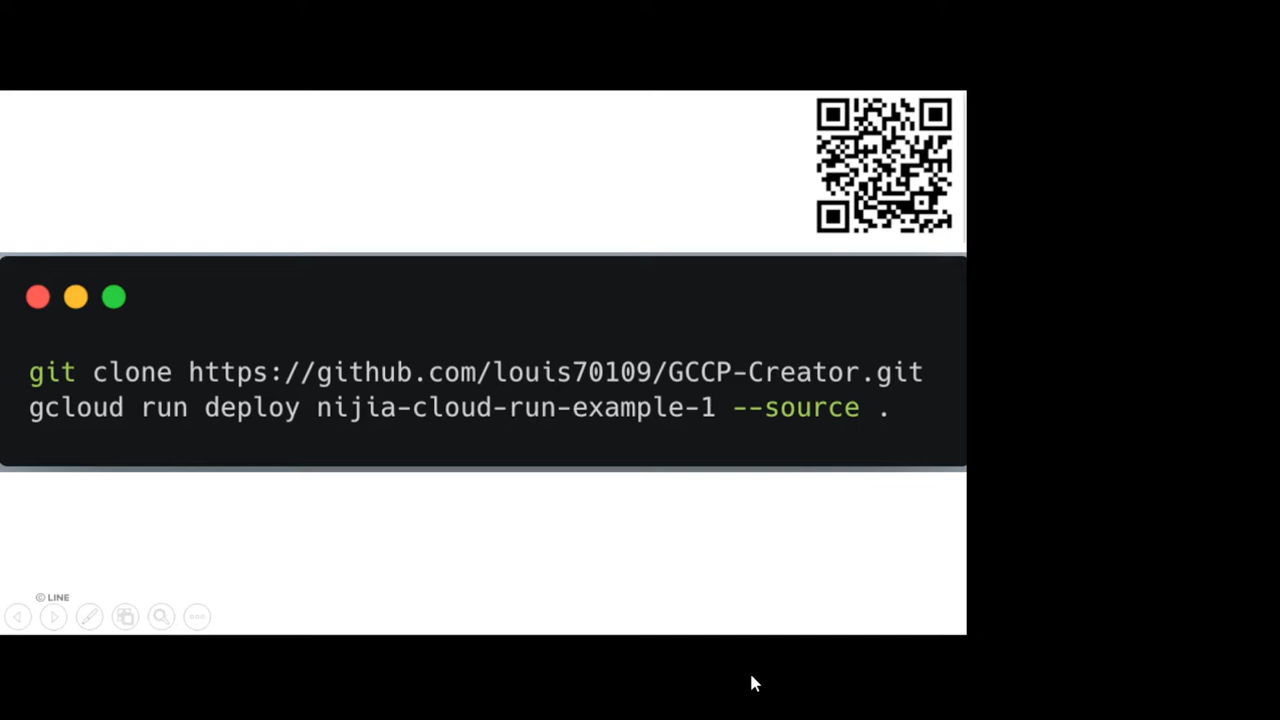 git clone https://github.com/louis70109/GCCP-Creator.git
gcloud run deploy nijia-cloud-run-example-1 --source .
© LINE